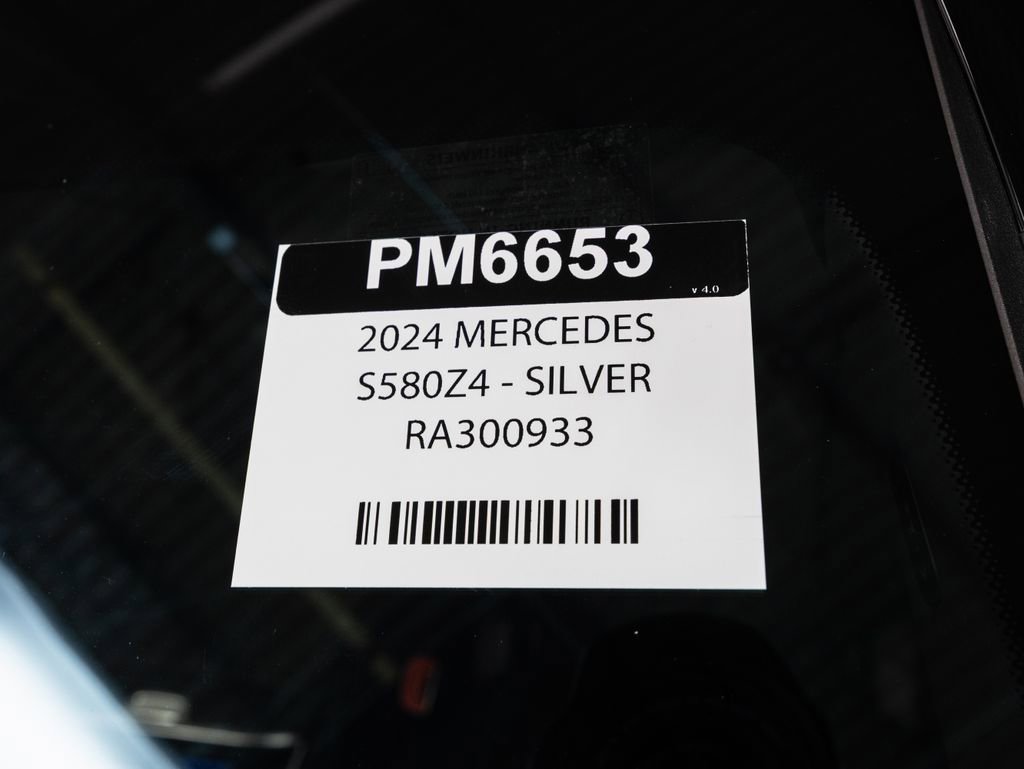 PM6653
v 4.0
2024 MERCEDES
S580Z4 - SILVER
RA300933